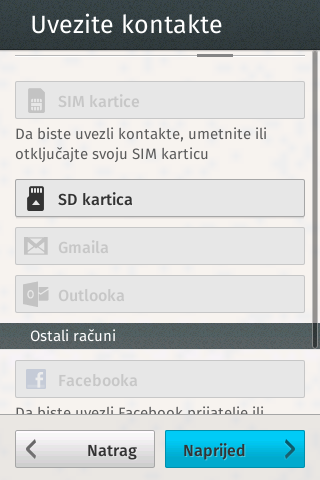 Uvezite kontakte
SIM kartice
Da biste uvezli kontakte, umetnite ili
otključajte svoju SIM karticu
SD kartica
Gmaila
Outlooka
Ostali računi
Facebooka
Da biste uvezli Facebook prijatelje ili
Natrag
Naprijed